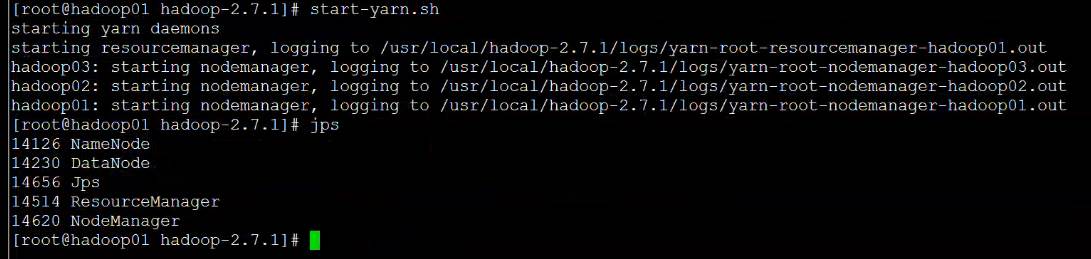 [root@hadoop01 hadoop-2.7.1]# start-yarn.sh
starting yarn daemons
starting resourcemanager, logging to /usr/local/hadoop-2.7.1/logs/yarn-root-resourcemanager-hadoop01.out
hadoop03: starting nodemanager, logging to /usr/local/hadoop-2.7.1/logs/yarn-root-nodemanager-hadoop03.out
hadoop02: starting nodemanager, logging to /usr/local/hadoop-2.7.1/logs/yarn-root-nodemanager-hadoop02.out
hadoop01: starting nodemanager, logging to /usr/local/hadoop-2.7.1/logs/yarn-root-nodemanager-hadoop01.out
[root@hadoop01 hadoop-2.7.1]# jps
14126 NameNode
14230 DataNode
14656 Jps
14514 ResourceManager
14620 NodeManager
[root@hadoop01 hadoop-2.7.1]#